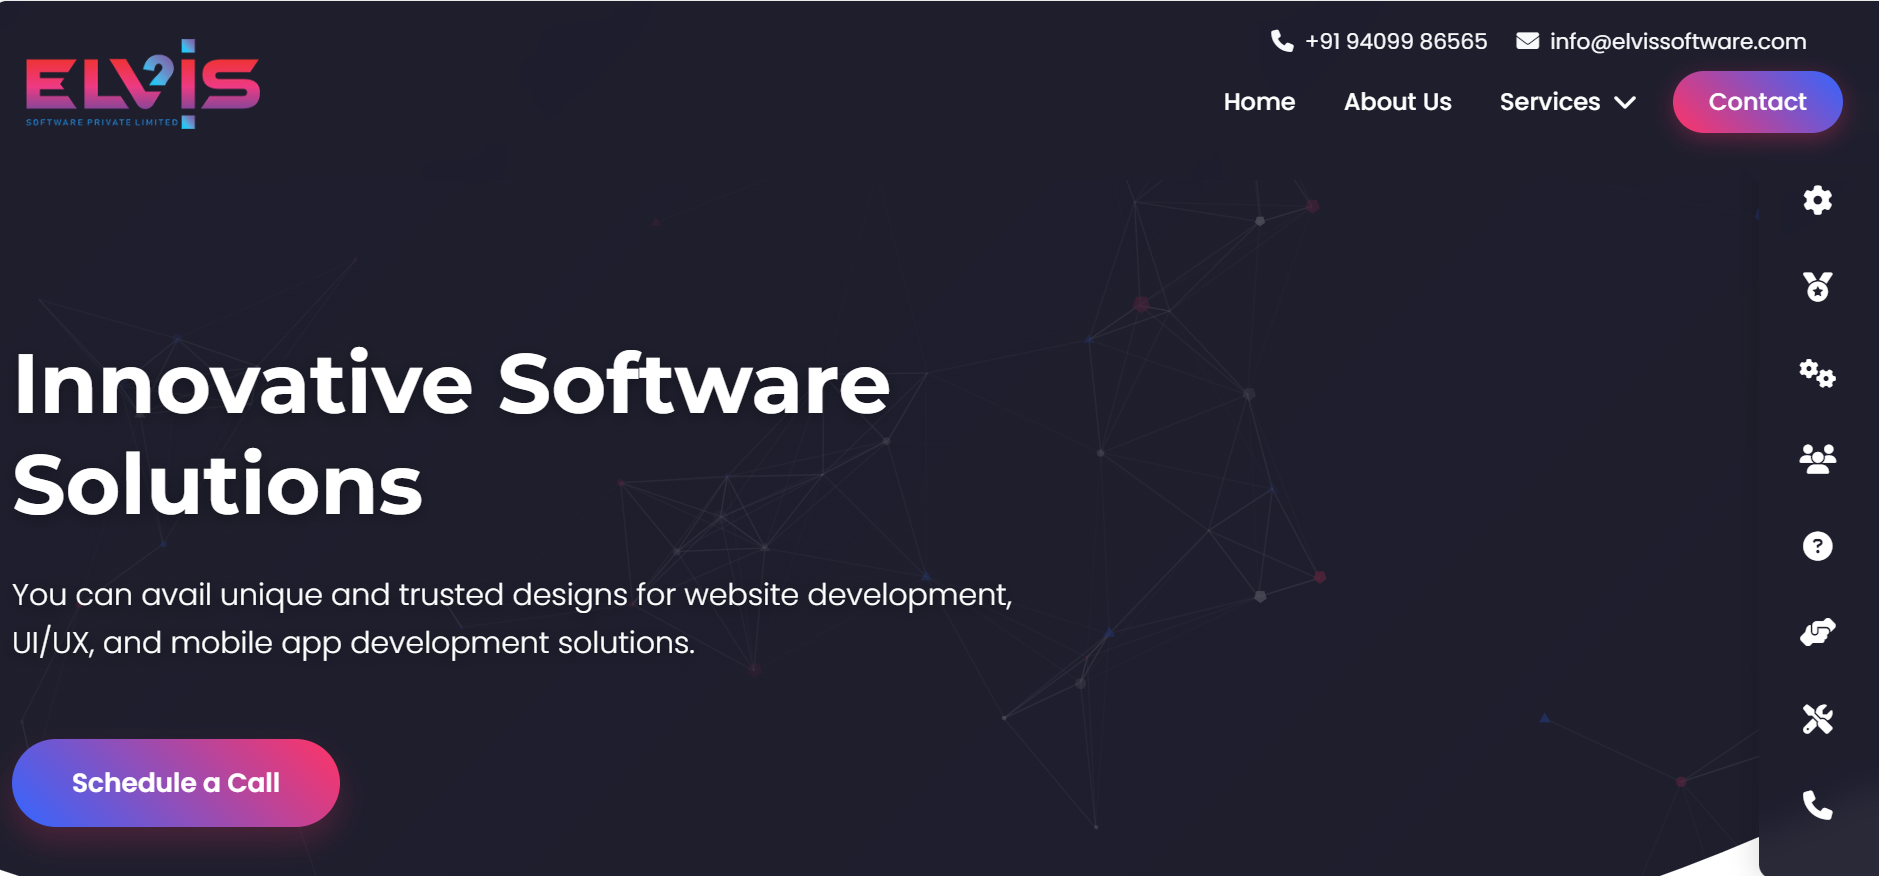 ELViS
SOFTWARE PRIVATE LIMITED
+91 94099 86565 info@elvissoftware.com
Home About Us Services Contact
Innovative Software
Solutions
You can avail unique and trusted designs for website development,
UI/UX, and mobile app development solutions.
Schedule a Call